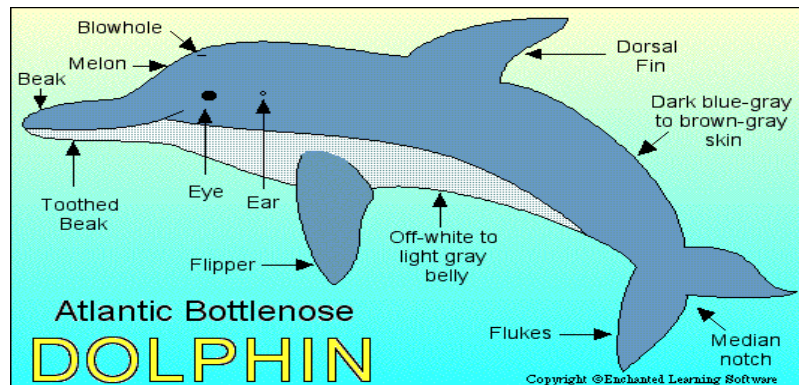 Blowhole
Melon
Beak
Dorsal
Fin
Dark blue-gray
to brown-gray
skin
Toothed
Beak
Eye
Ear
Off-white to
light gray
belly
Flipper
Flukes
Median
notch
Atlantic Bottlenose
DOLPHIN
Copyright ©Enchanted Learning Software